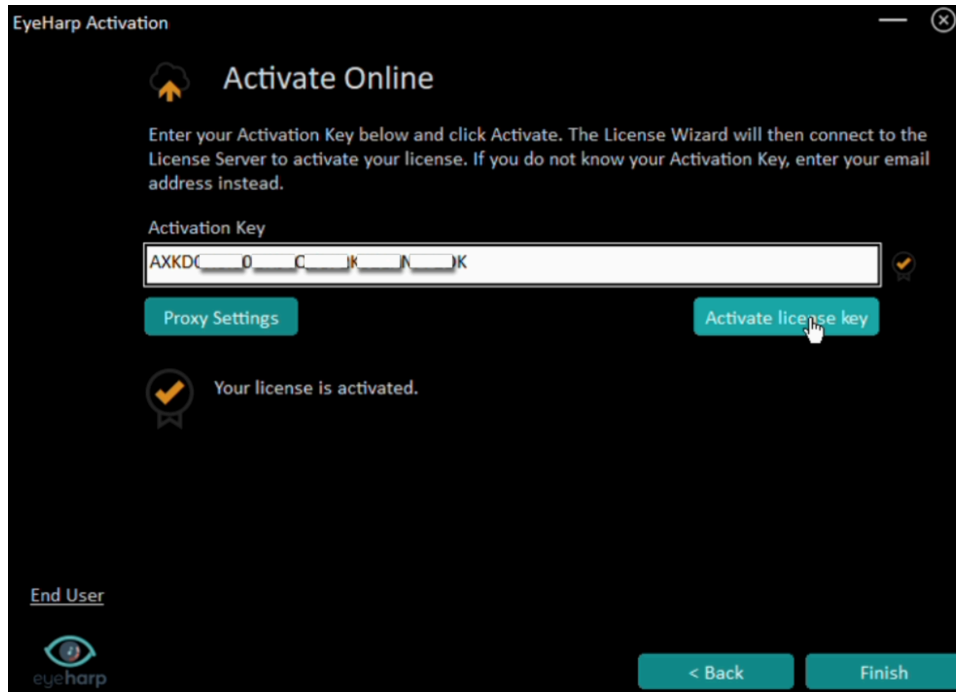 EyeHarp Activation
Activate Online
Enter your Activation Key below and click Activate. The License Wizard will then connect to the
License Server to activate your license. If you do not know your Activation Key, enter your email
address instead.
Activation Key
Proxy Settings
Activate license key
Your license is activated.
End User
eyeharp
< Back
Finish